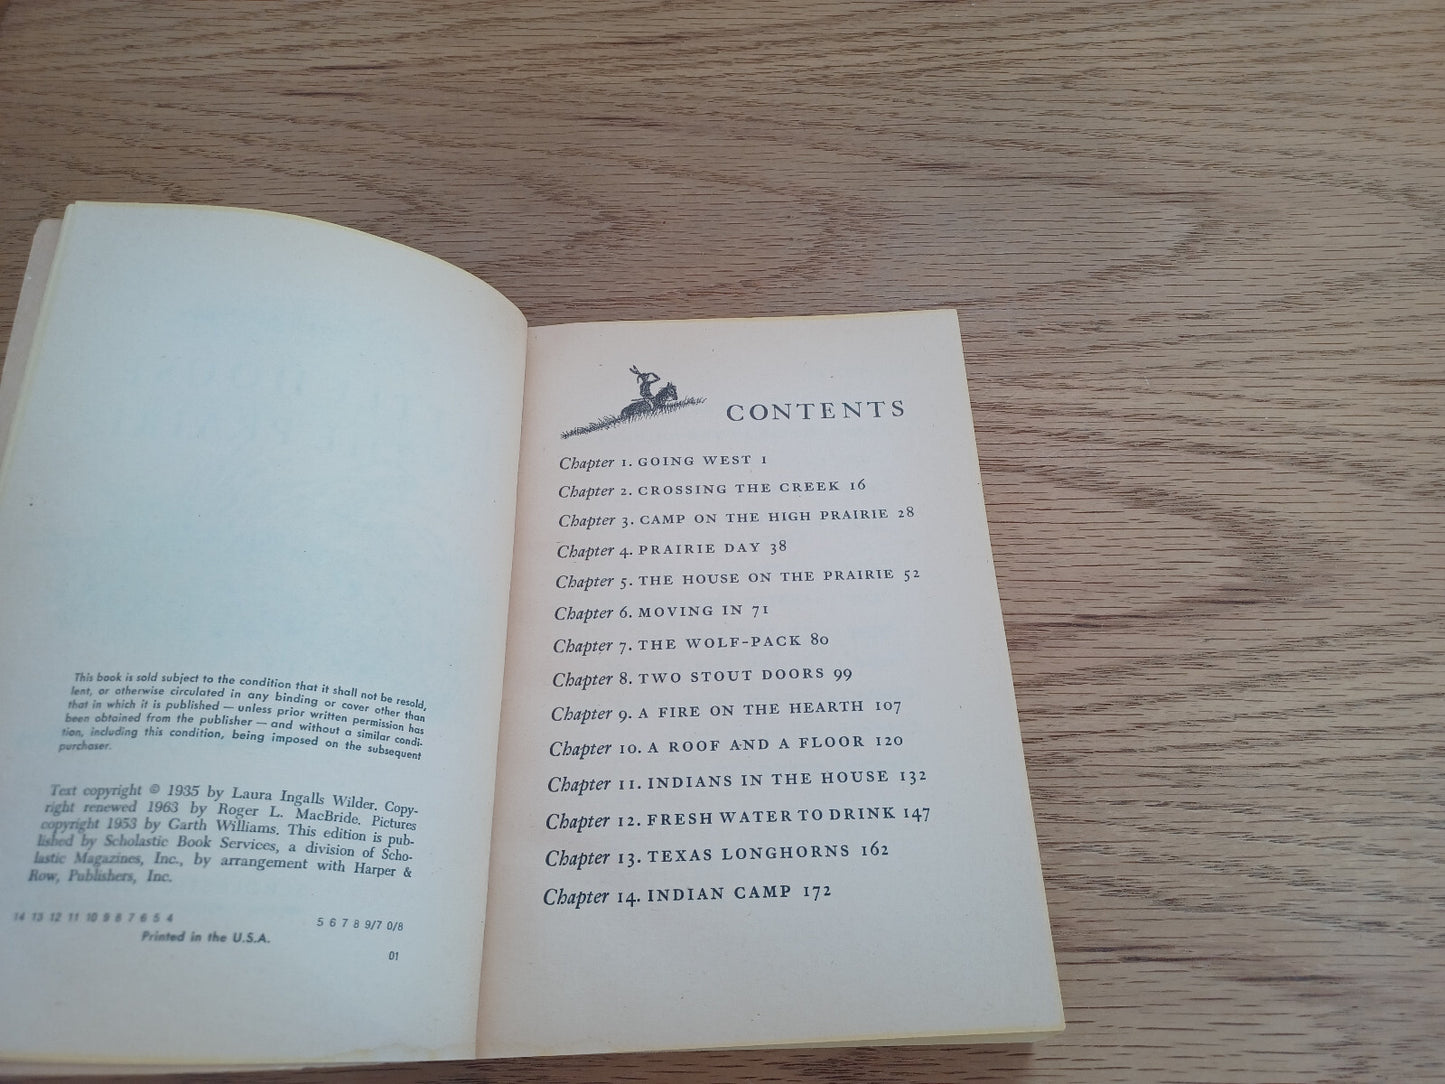 This book is sold subject to the condition that it shall not be resold,
lent, or otherwise circulated in any binding or cover other than
that in which it is published — unless prior written permission has
been obtained from the publisher — and without a similar condi-
tion, including this condition, being imposed on the subsequent
purchaser.
Text copyright © 1935 by Laura Ingalls Wilder. Copy-
right renewed 1963 by Roger L. MacBride. Pictures
copyright 1953 by Garth Williams. This edition is pub-
lished by Scholastic Book Services, a division of Scho-
lastic Magazines, Inc., by arrangement with Harper &
Row, Publishers, Inc.
14 13 12 11 10 9 8 7 6 5 4 5 6 7 8 9/7 0/8
Printed in the U.S.A.
01
CONTENTS
Chapter 1. GOING WEST 1
Chapter 2. CROSSING THE CREEK 16
Chapter 3. CAMP ON THE HIGH PRAIRIE 28
Chapter 4. PRAIRIE DAY 38
Chapter 5. THE HOUSE ON THE PRAIRIE 52
Chapter 6. MOVING IN 71
Chapter 7. THE WOLF-PACK 80
Chapter 8. TWO STOUT DOORS 99
Chapter 9. A FIRE ON THE HEARTH 107
Chapter 10. A ROOF AND A FLOOR 120
Chapter 11. INDIANS IN THE HOUSE 132
Chapter 12. FRESH WATER TO DRINK 147
Chapter 13. TEXAS LONGHORNS 162
Chapter 14. INDIAN CAMP 172